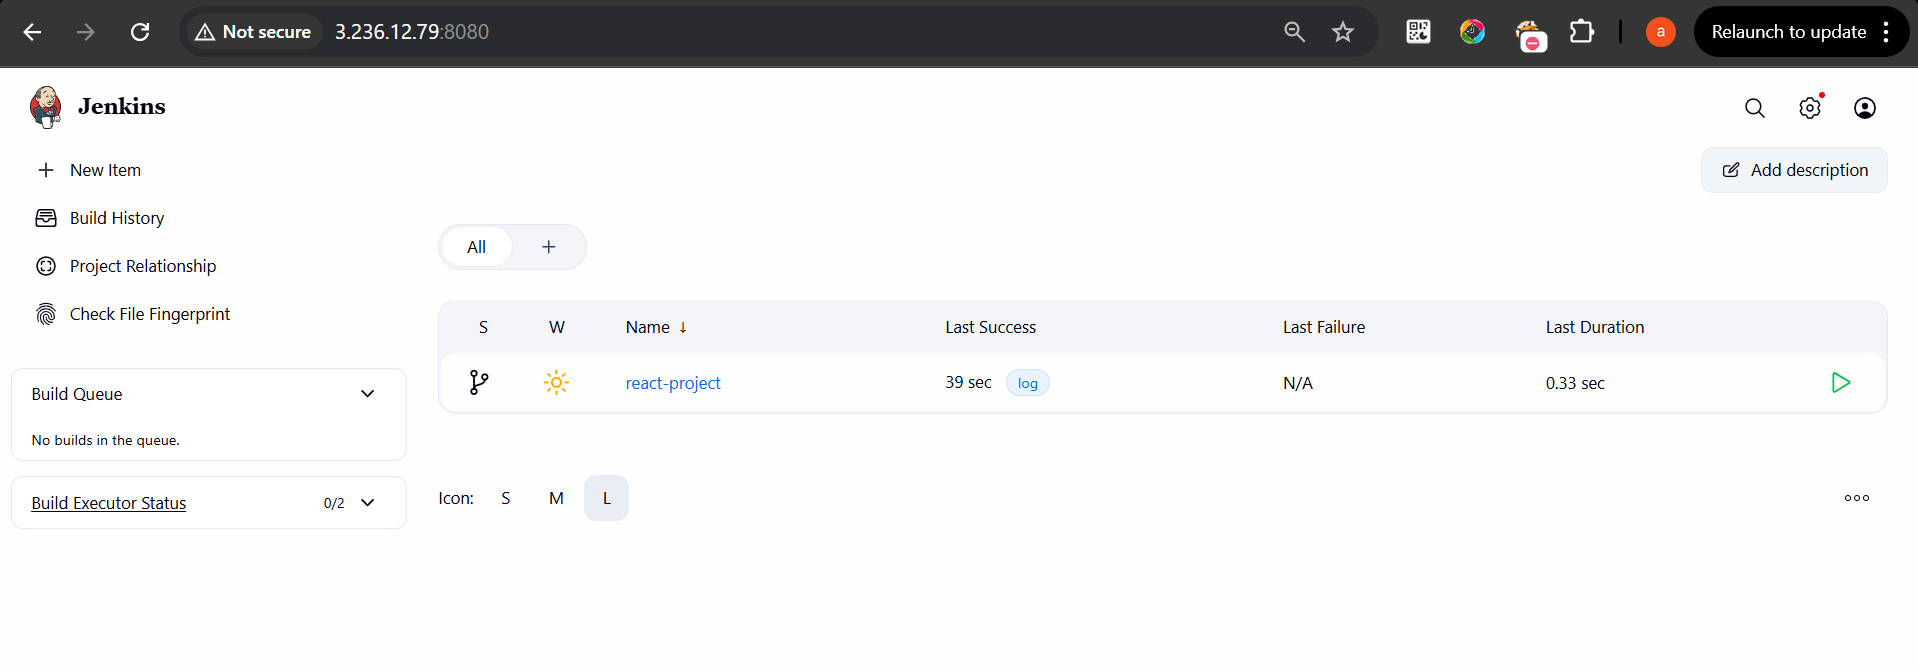 Not secure 3.236.12.79:8080 a Relaunch to update
Jenkins
New Item
Add description
Build History
All +
Project Relationship
Check File Fingerprint
S W Name ↓ Last Success Last Failure Last Duration
react-project 39 sec log N/A 0.33 sec
Build Queue
No builds in the queue.
Build Executor Status 0/2
Icon: S M L